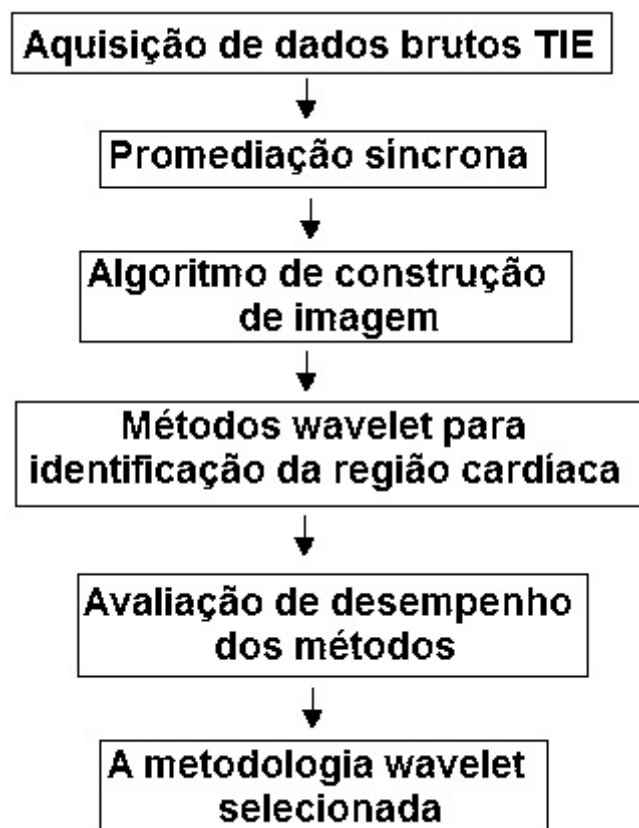 Aquisição de dados brutos TIE
Promediação síncrona
Algoritmo de construção
de imagem
Métodos wavelet para
identificação da região cardíaca
Avaliação de desempenho
dos métodos
A metodologia wavelet
selecionada